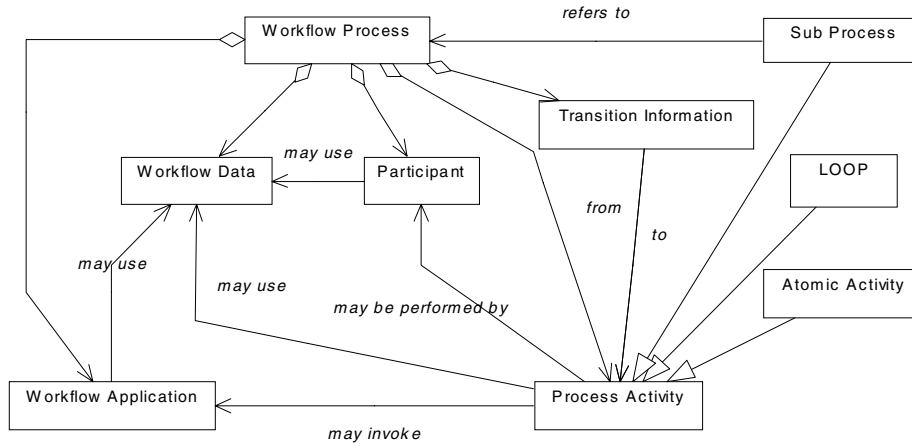 refers to
Workflow Process
Sub Process
Transition Information
may use
Workflow Data
Participant
LOOP
from
to
may use
may use
Atomic Activity
may be performed by
Workflow Application
Process Activity
may invoke